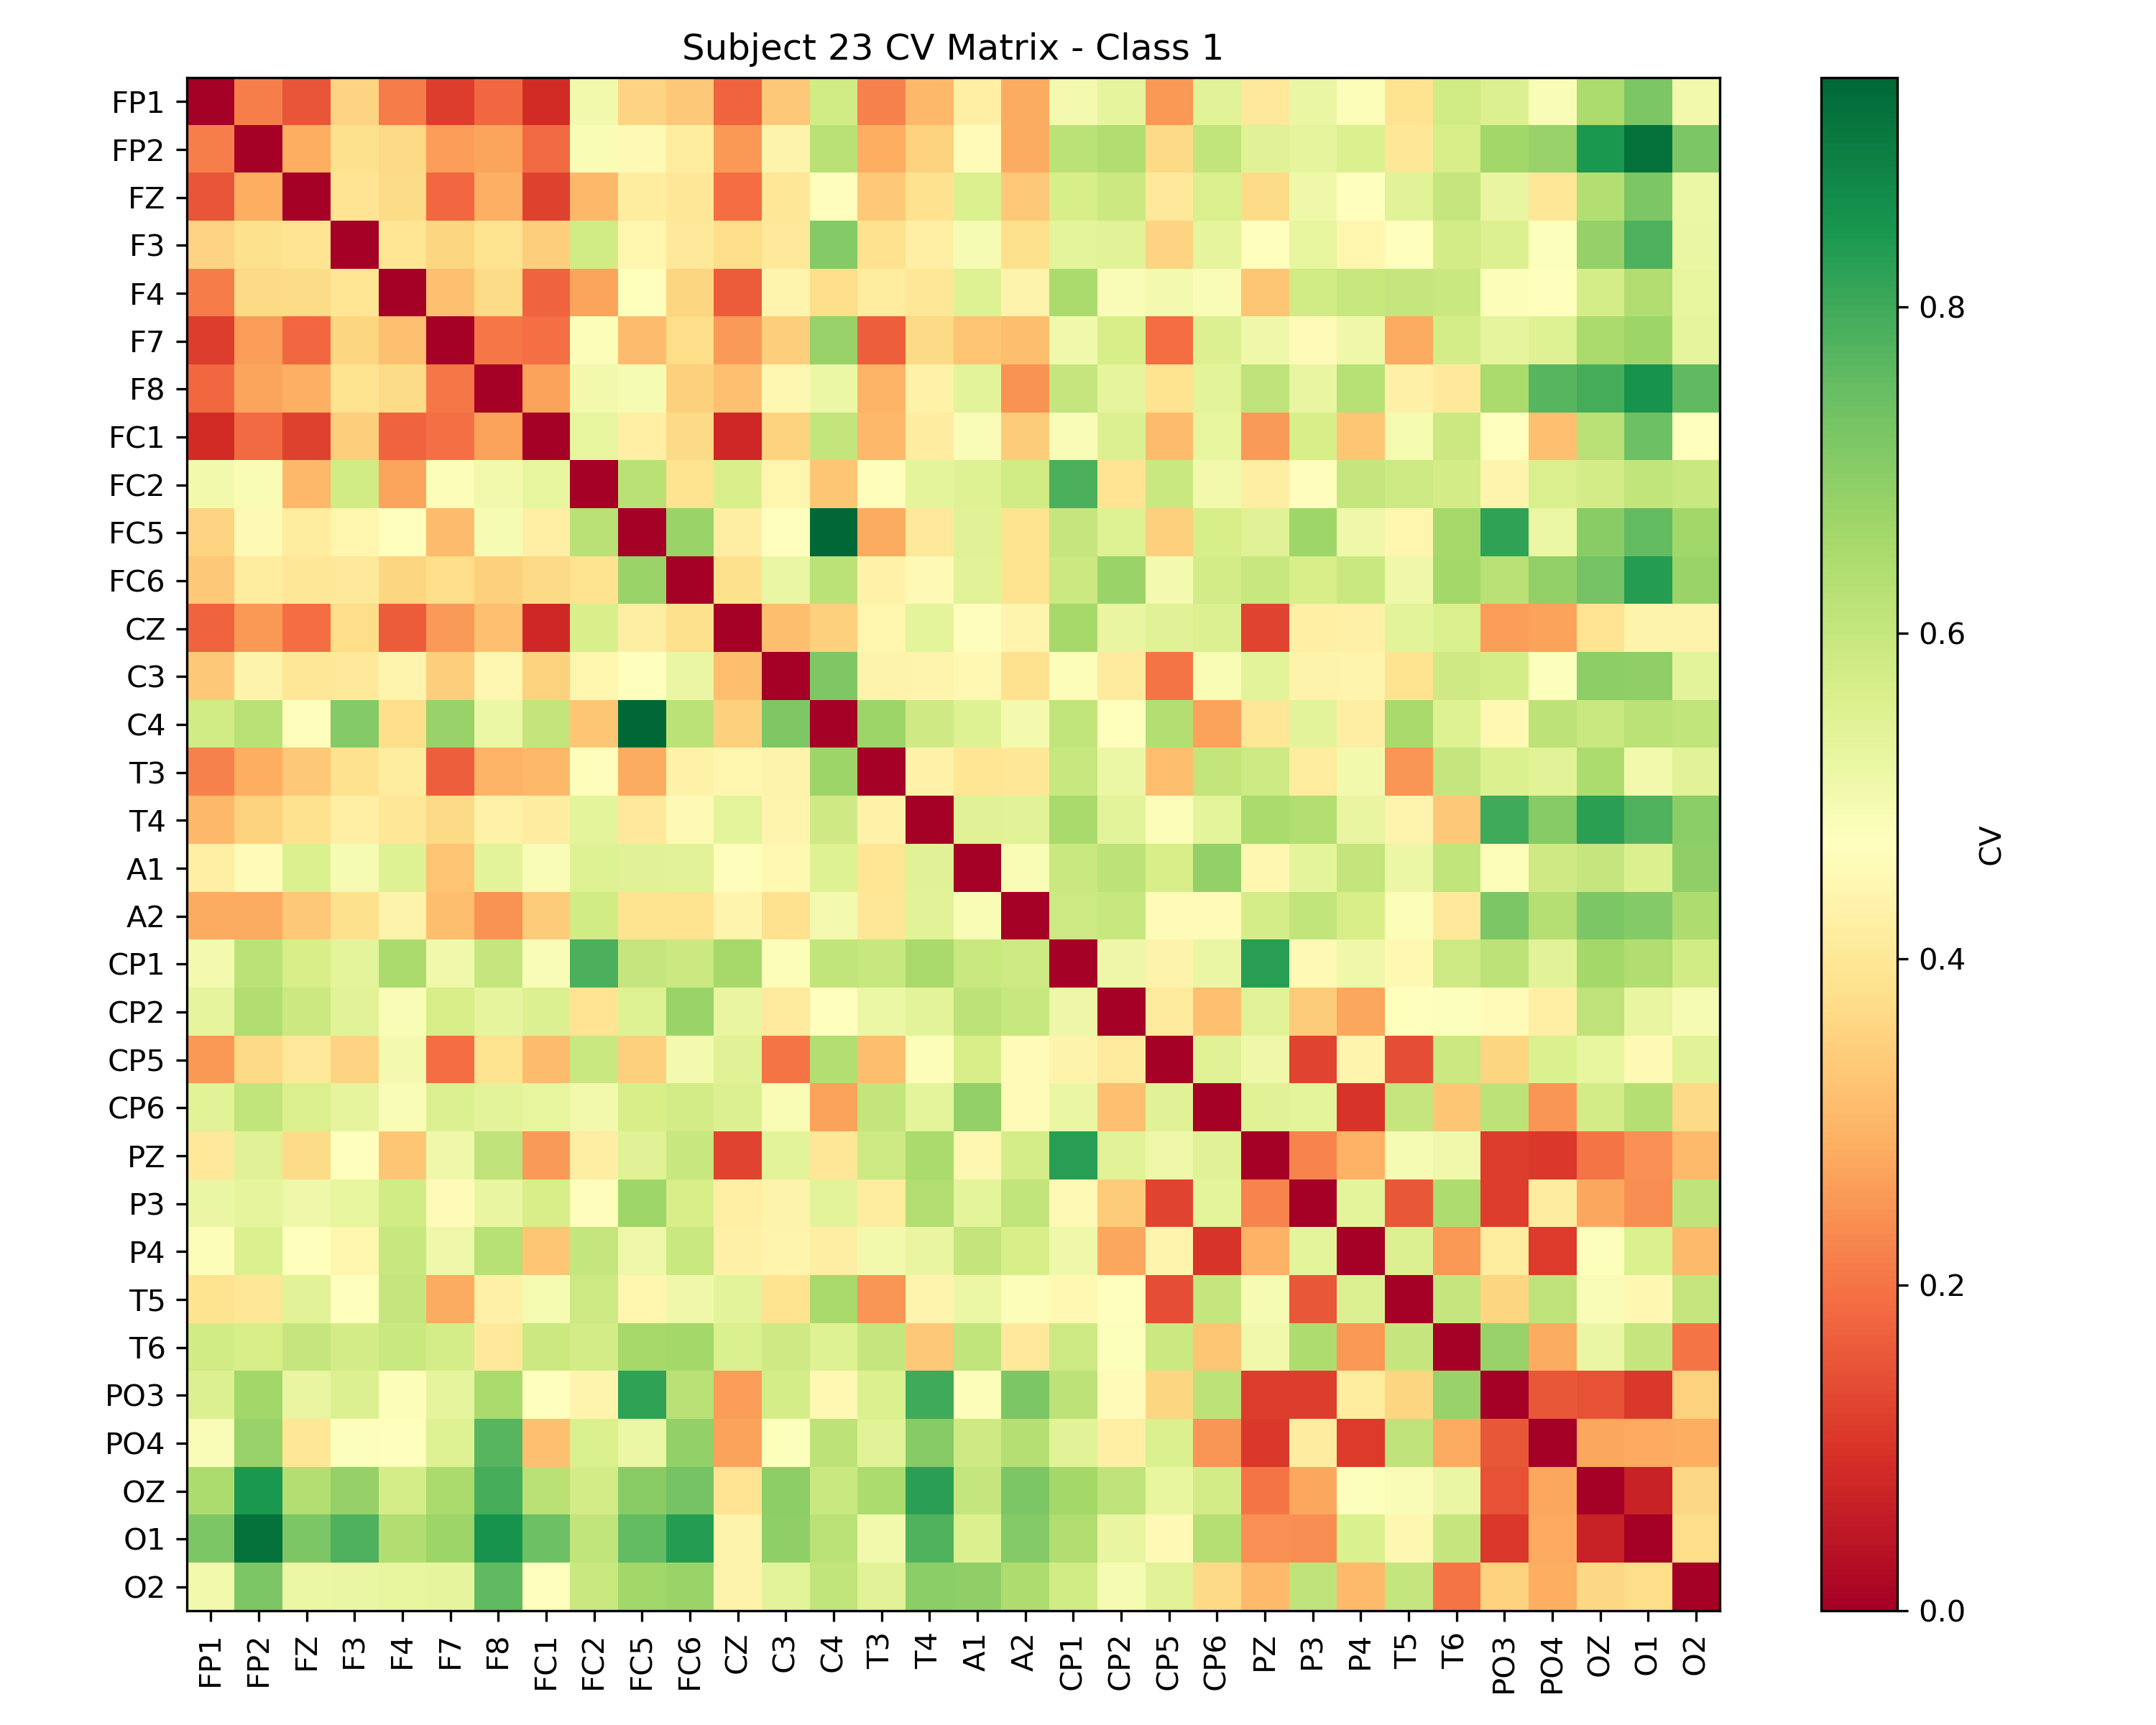 Subject 23 CV Matrix - Class 1
FP1
FP2
FZ
F3
F4
F7
F8
FC1
FC2
FC5
FC6
CZ
C3
C4
T3
T4
A1
A2
CP1
CP2
CP5
CP6
PZ
P3
P4
T5
T6
PO3
PO4
OZ
O1
O2
FP1 FP2 FZ F3 F4 F7 F8 FC1 FC2 FC5 FC6 CZ C3 C4 T3 T4 A1 A2 CP1 CP2 CP5 CP6 PZ P3 P4 T5 T6 PO3 PO4 OZ O1 O2
0.8
0.6
0.4
0.2
0.0
CV